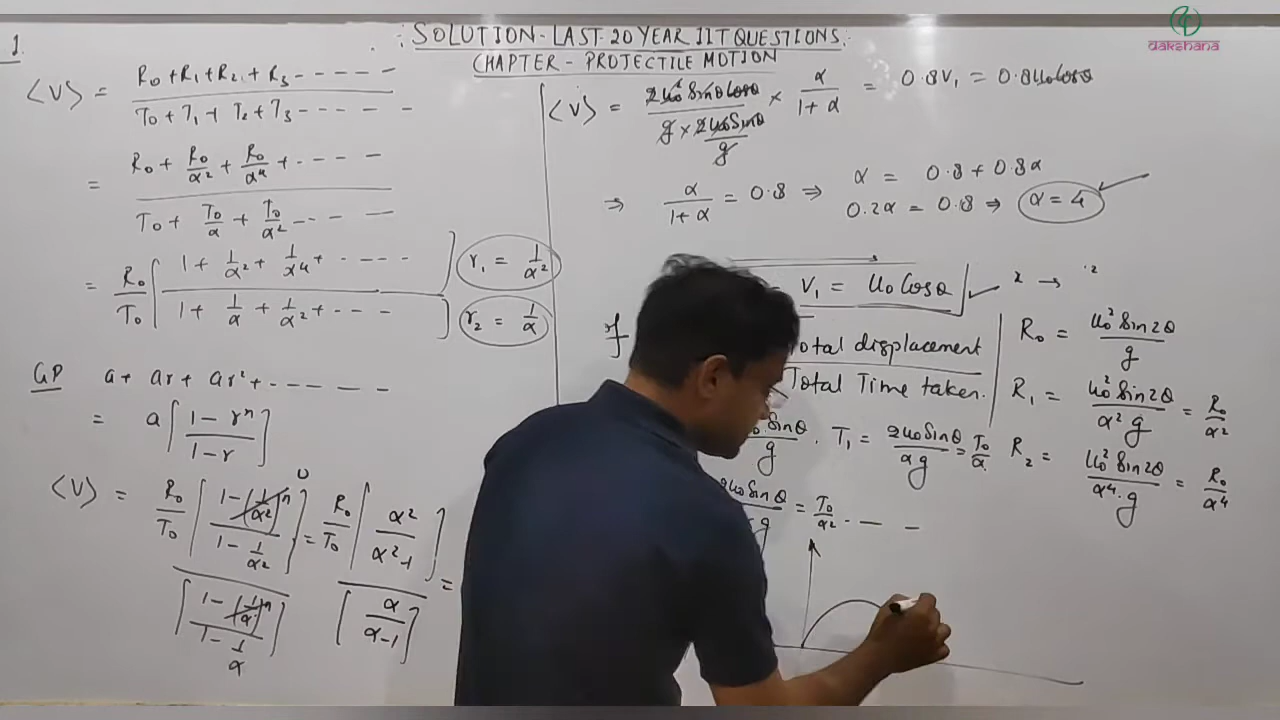 dakshana
: SOLUTION - LAST 20 YEAR IIT QUESTIONS :
CHAPTER - PROJECTILE MOTION
1.
<V> = (R₀ + R₁ + R₂ + R₃ - - - - -) / (T₀ + T₁ + T₂ + T₃ - - - - -)
= (R₀ + R₀/α² + R₀/α⁴ + - - - -) / (T₀ + T₀/α + T₀/α² - - - -)
= R₀/T₀ [ (1 + 1/α² + 1/α⁴ + - - - -) / (1 + 1/α + 1/α² + - - - -) ]
r₁ = 1/α²
r₂ = 1/α
GP a + ar + ar² + - - - - -
= a [ (1 - rⁿ) / (1 - r) ]
<V> = R₀/T₀ [ (1 - (1/α²)ⁿ) / (1 - 1/α²) ] / [ (1 - (1/α)ⁿ) / (1 - 1/α) ] = R₀/T₀ [ α² / (α² - 1) ] / [ α / (α - 1) ] =
<V> = (2u₀² Sinθ Cosθ) / (g × 2u₀Sinθ/g) × α / (1 + α) = 0.8V₁ = 0.8u₀Cosθ
⇒ α / (1 + α) = 0.8 ⇒ α = 0.8 + 0.8α
0.2α = 0.8 ⇒ α = 4
V₁ = u₀ Cosθ
otal displacement
Total Time taken.
Sinθ / g . T₁ = 2u₀Sinθ / αg = T₀/α
2u₀Sinθ / g = T₀/α² - - -
R₀ = u₀² Sin2θ / g
R₁ = u₀² Sin2θ / α² g = R₀/α²
R₂ = u₀² Sin2θ / α⁴ . g = R₀/α⁴